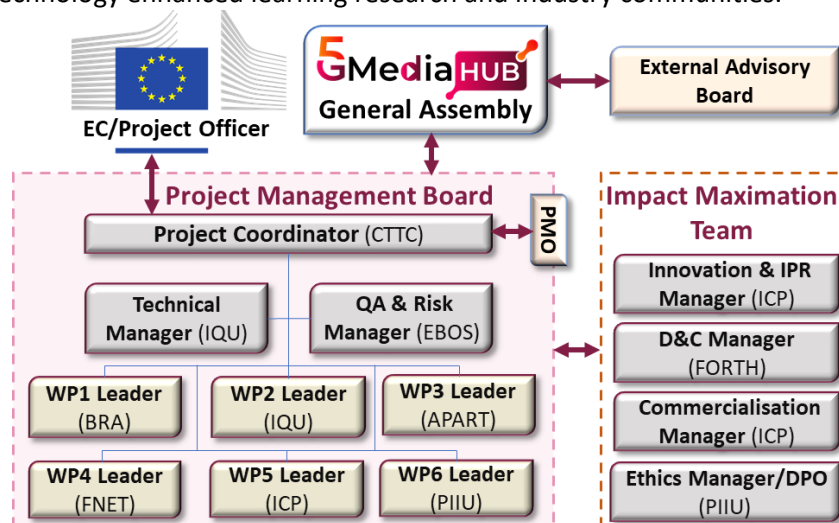 technology enhanced learning research and industry communities.
5GMediaHUB
General Assembly
External Advisory
Board
EC/Project Officer
Project Management Board
Project Coordinator (CTTC)
PMO
Technical
Manager (IQU)
QA & Risk
Manager (EBOS)
WP1 Leader
(BRA)
WP2 Leader
(IQU)
WP3 Leader
(APART)
WP4 Leader
(FNET)
WP5 Leader
(ICP)
WP6 Leader
(PIIU)
Impact Maximation
Team
Innovation & IPR
Manager (ICP)
D&C Manager
(FORTH)
Commercialisation
Manager (ICP)
Ethics Manager/DPO
(PIIU)